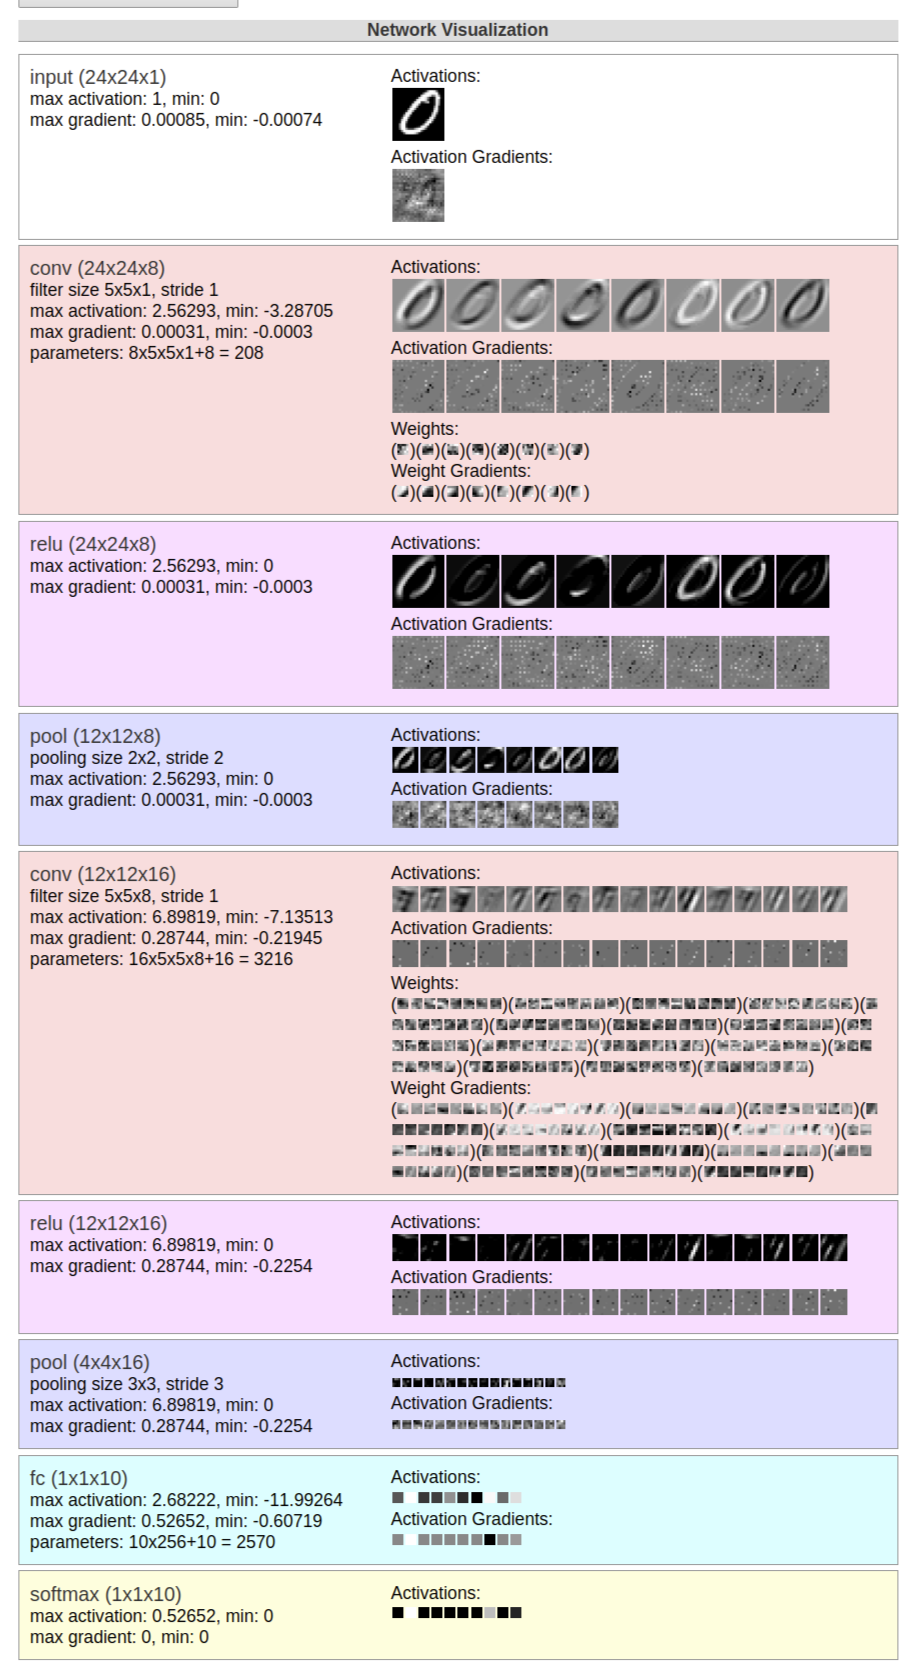 Network Visualization
input (24x24x1)
max activation: 1, min: 0
max gradient: 0.00085, min: -0.00074
Activations:
Activation Gradients:
conv (24x24x8)
filter size 5x5x1, stride 1
max activation: 2.56293, min: -3.28705
max gradient: 0.00031, min: -0.0003
parameters: 8x5x5x1+8 = 208
Activations:
Activation Gradients:
Weights:
()()()()()()()()
Weight Gradients:
()()()()()()()()
relu (24x24x8)
max activation: 2.56293, min: 0
max gradient: 0.00031, min: -0.0003
Activations:
Activation Gradients:
pool (12x12x8)
pooling size 2x2, stride 2
max activation: 2.56293, min: 0
max gradient: 0.00031, min: -0.0003
Activations:
Activation Gradients:
conv (12x12x16)
filter size 5x5x8, stride 1
max activation: 6.89819, min: -7.13513
max gradient: 0.28744, min: -0.21945
parameters: 16x5x5x8+16 = 3216
Activations:
Activation Gradients:
Weights:
()()()()(
)()()()(
)()()()(
)()()()
Weight Gradients:
()()()()(
)()()()(
)()()()(
)()()()
relu (12x12x16)
max activation: 6.89819, min: 0
max gradient: 0.28744, min: -0.2254
Activations:
Activation Gradients:
pool (4x4x16)
pooling size 3x3, stride 3
max activation: 6.89819, min: 0
max gradient: 0.28744, min: -0.2254
Activations:
Activation Gradients:
fc (1x1x10)
max activation: 2.68222, min: -11.99264
max gradient: 0.52652, min: -0.60719
parameters: 10x256+10 = 2570
Activations:
Activation Gradients:
softmax (1x1x10)
max activation: 0.52652, min: 0
max gradient: 0, min: 0
Activations: